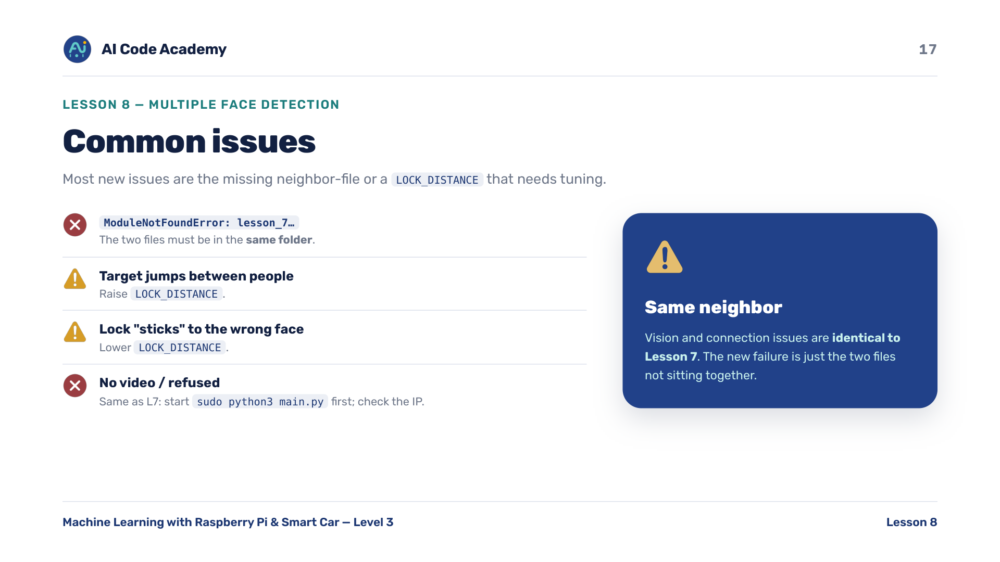 AI Code Academy
17
LESSON 8 — MULTIPLE FACE DETECTION
Common issues
Most new issues are the missing neighbor-file or a LOCK_DISTANCE that needs tuning.
ModuleNotFoundError: lesson_7…
The two files must be in the same folder.
Target jumps between people
Raise LOCK_DISTANCE.
Lock "sticks" to the wrong face
Lower LOCK_DISTANCE.
No video / refused
Same as L7: start sudo python3 main.py first; check the IP.
Same neighbor
Vision and connection issues are identical to
Lesson 7. The new failure is just the two files
not sitting together.
Machine Learning with Raspberry Pi & Smart Car — Level 3
Lesson 8